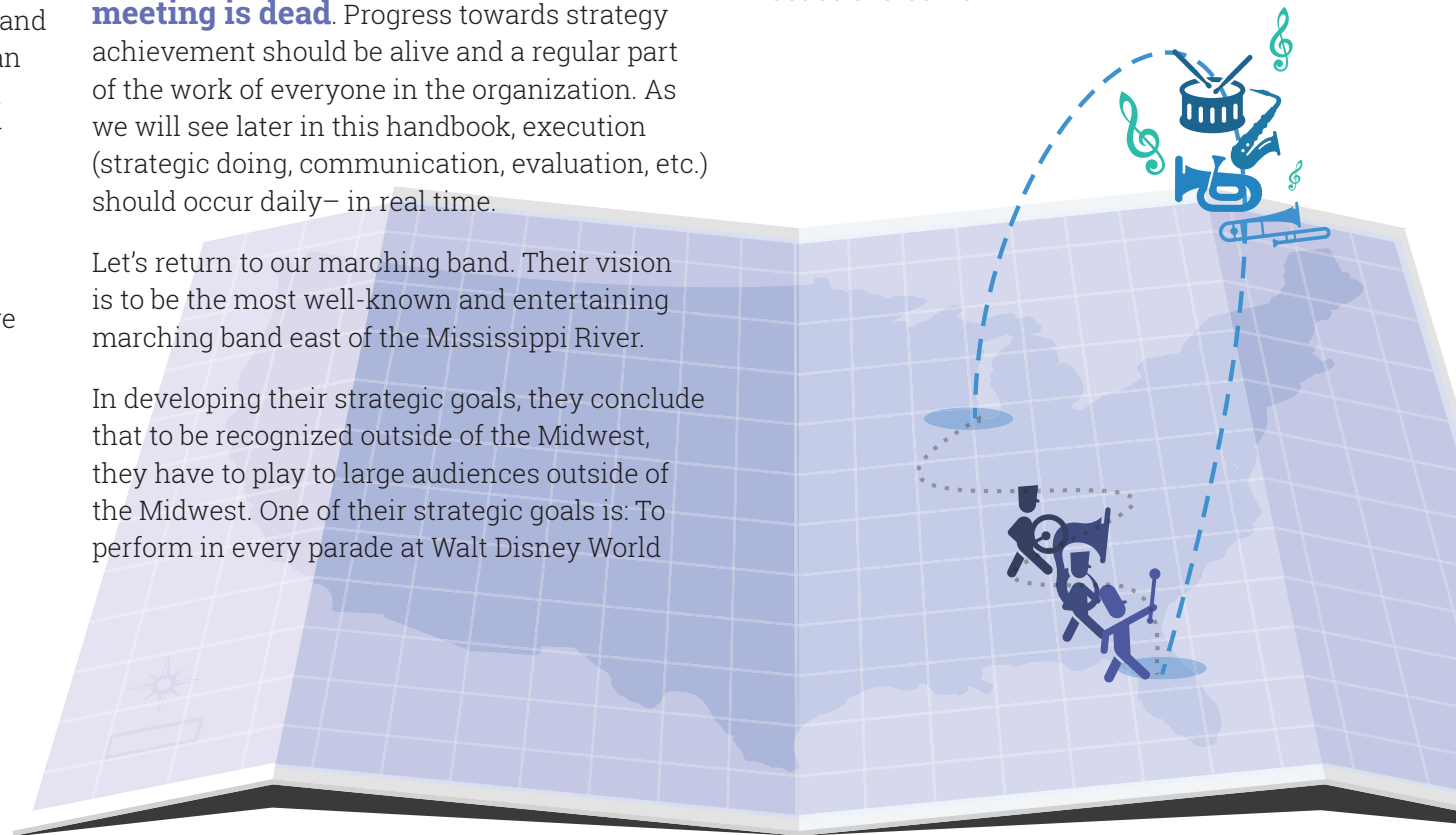 and
an
re
meeting is dead. Progress towards strategy
achievement should be alive and a regular part
of the work of everyone in the organization. As
we will see later in this handbook, execution
(strategic doing, communication, evaluation, etc.)
should occur daily– in real time.
Let's return to our marching band. Their vision
is to be the most well-known and entertaining
marching band east of the Mississippi River.
In developing their strategic goals, they conclude
that to be recognized outside of the Midwest,
they have to play to large audiences outside of
the Midwest. One of their strategic goals is: To
perform in every parade at Walt Disney World